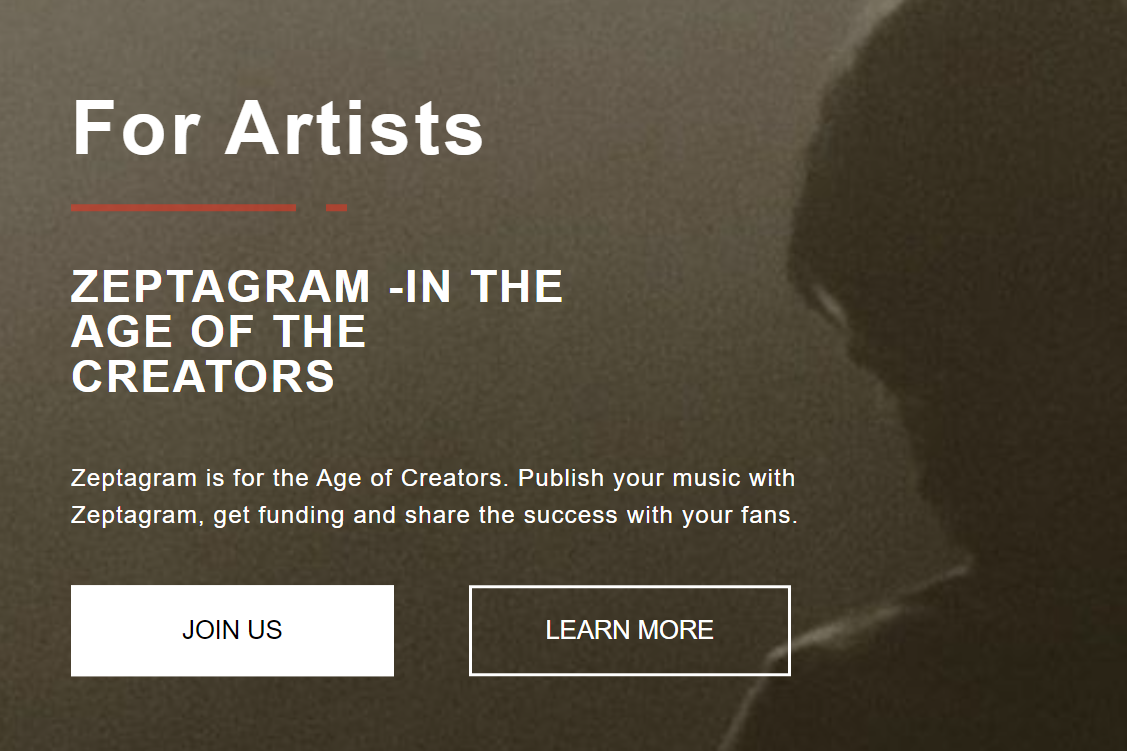 For Artists
ZEPTAGRAM -IN THE
AGE OF THE
CREATORS
Zeptagram is for the Age of Creators. Publish your music with
Zeptagram, get funding and share the success with your fans.
JOIN US
LEARN MORE